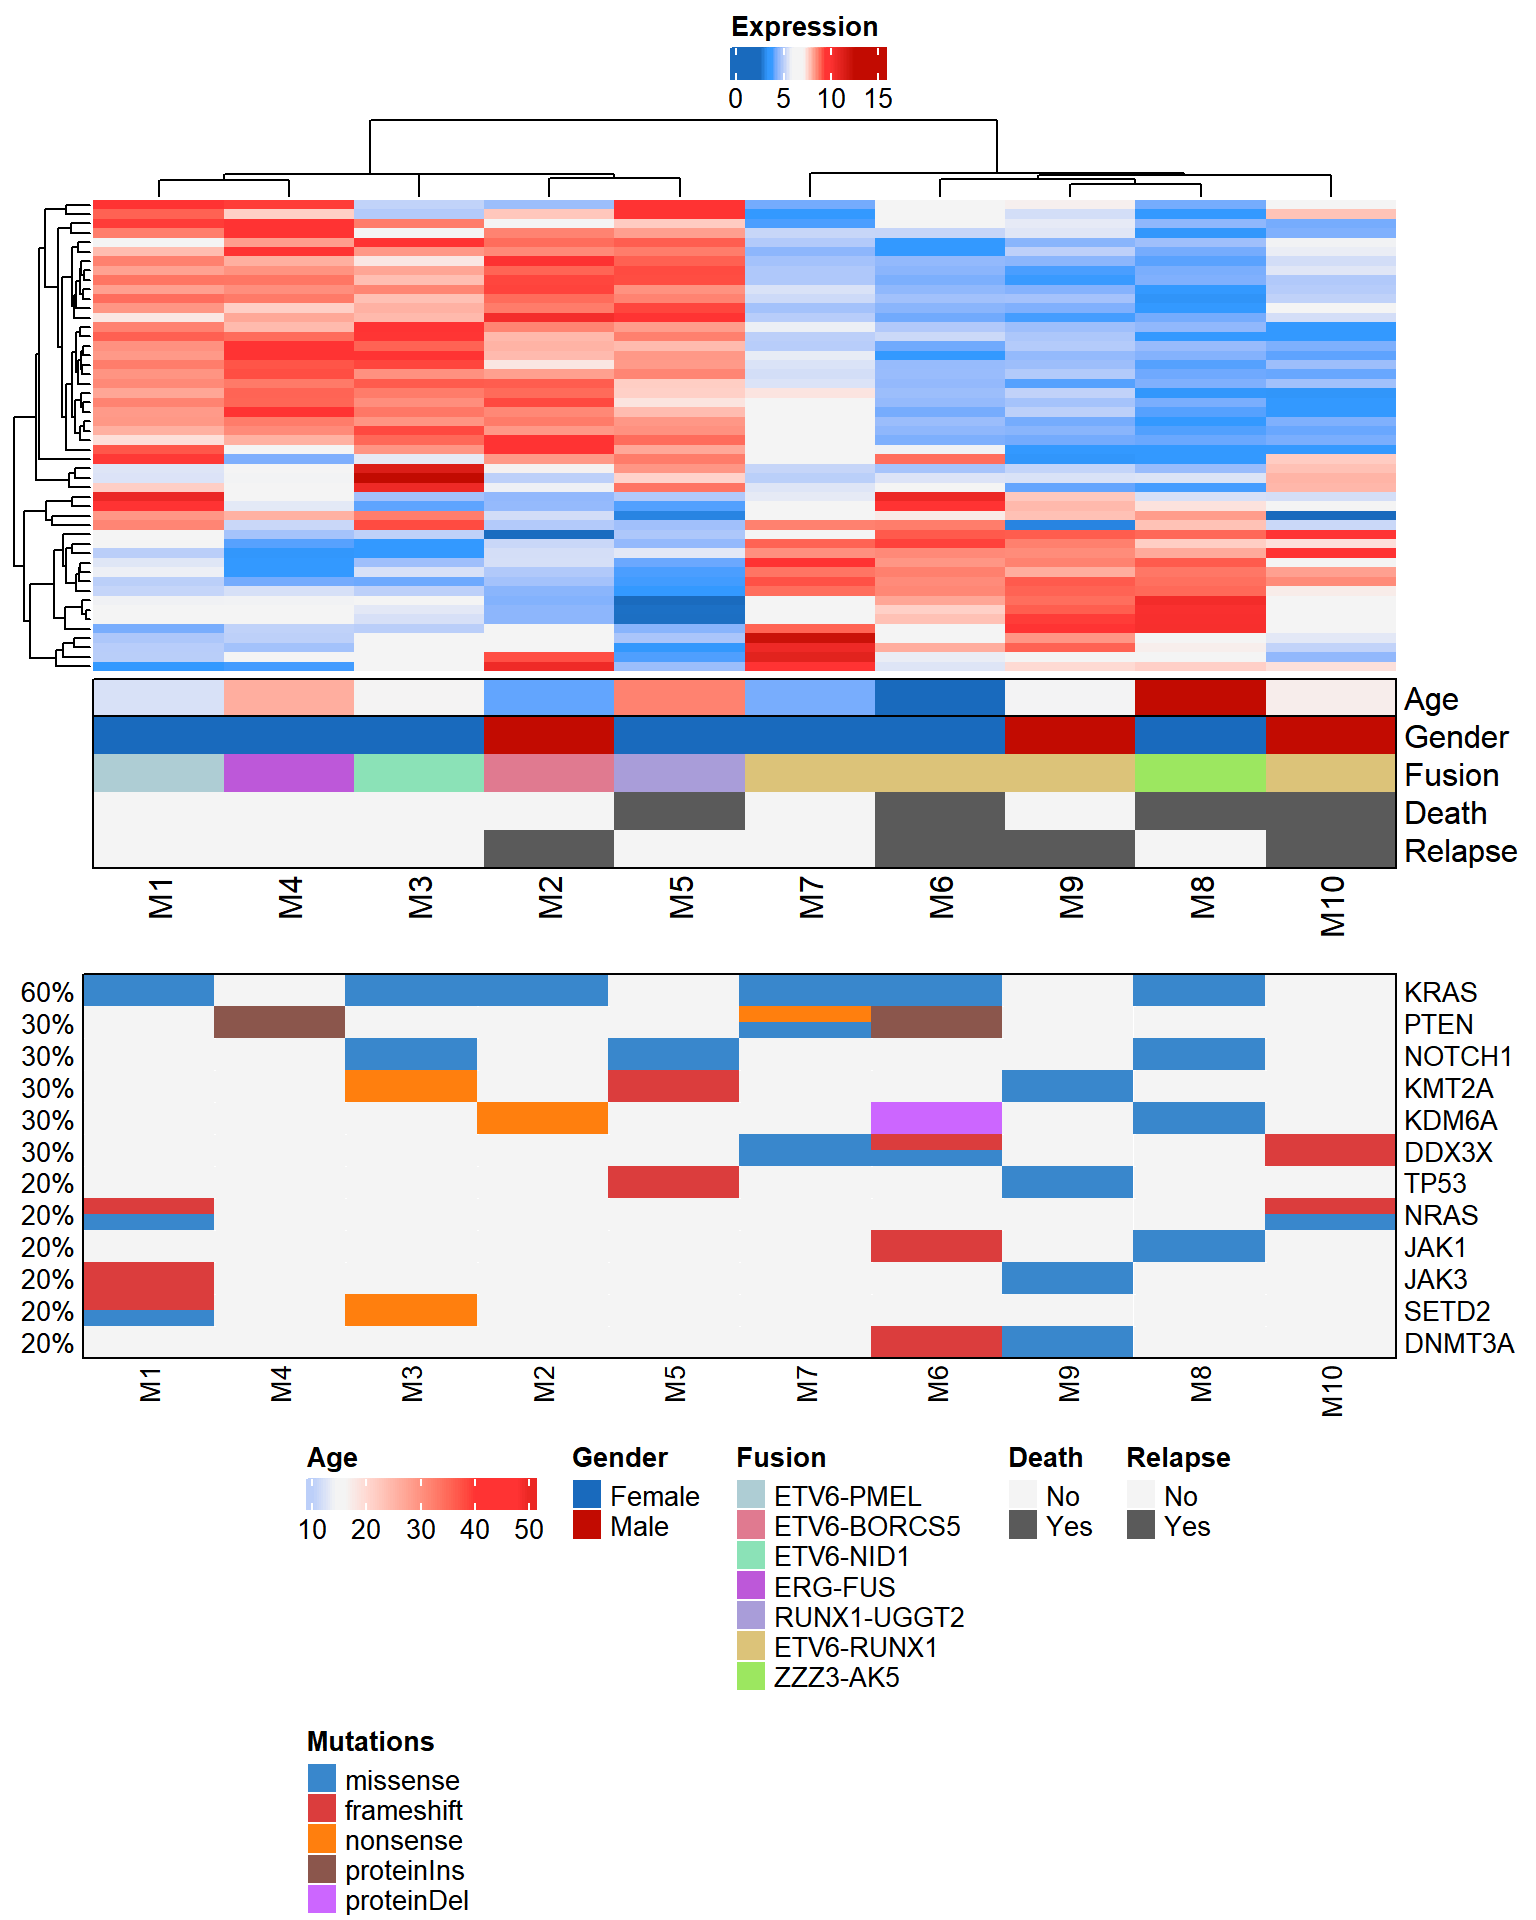 Expression
0 5 10 15
Age
Gender
Fusion
Death
Relapse
M1 M4 M3 M2 M5 M7 M6 M9 M8 M10
60% KRAS
30% PTEN
30% NOTCH1
30% KMT2A
30% KDM6A
30% DDX3X
20% TP53
20% NRAS
20% JAK1
20% JAK3
20% SETD2
20% DNMT3A
M1 M4 M3 M2 M5 M7 M6 M9 M8 M10
Age
10 20 30 40 50
Gender
Female
Male
Fusion
ETV6-PMEL
ETV6-BORCS5
ETV6-NID1
ERG-FUS
RUNX1-UGGT2
ETV6-RUNX1
ZZZ3-AK5
Death
No
Yes
Relapse
No
Yes
Mutations
missense
frameshift
nonsense
proteinIns
proteinDel